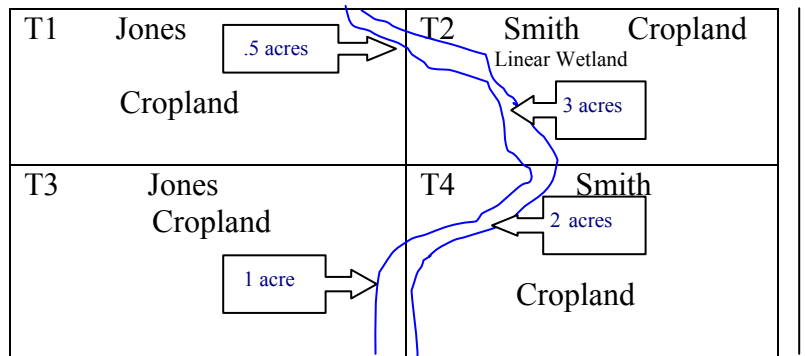 T1 Jones
.5 acres
Cropland
T2 Smith Cropland
Linear Wetland
3 acres
T3 Jones
Cropland
1 acre
T4 Smith
2 acres
Cropland